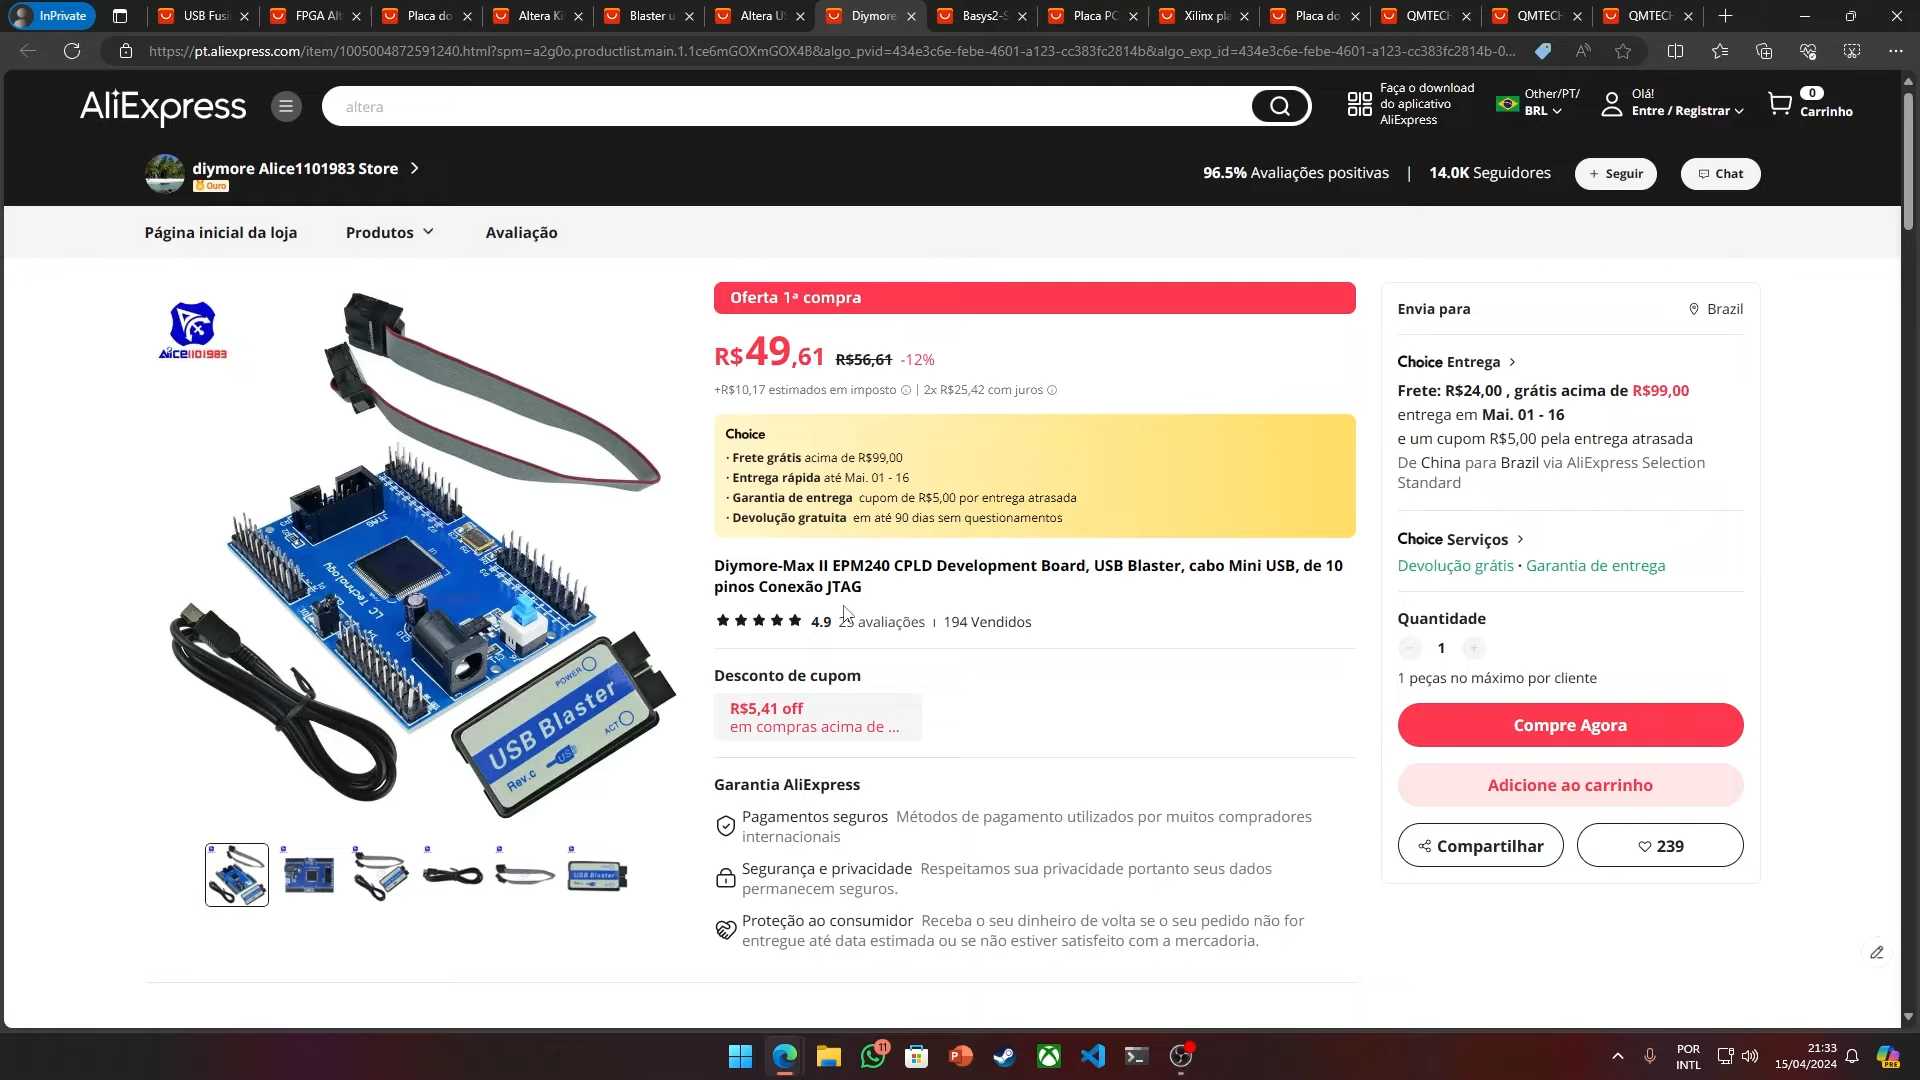 InPrivate
USB Fusi
FPGA Alt
Placa do
Altera Ki
Blaster u
Altera US
Diymore
Basys2-S
Placa PC
Xilinx pla
Placa do
QMTECH
QMTECH
QMTECH
https://pt.aliexpress.com/item/1005004872591240.html?spm=a2g0o.productlist.main.1.1ce6mGOXmGOX4B&algo_pvid=434e3c6e-febe-4601-a123-cc383fc2814b&algo_exp_id=434e3c6e-febe-4601-a123-cc383fc2814b-0...
AliExpress
altera
Faça o download
do aplicativo
AliExpress
Other/PT/
BRL
Olá!
Entre / Registrar
0
Carrinho
diymore Alice1101983 Store
Ouro
96.5% Avaliações positivas | 14.0K Seguidores
+ Seguir
Chat
Página inicial da loja
Produtos
Avaliação
Alice1101983
JTAG
LC Technology
POWER
USB Blaster
ACT
Rev.c
USB
Oferta 1ª compra
R$49,61 R$56,61 -12%
+R$10,17 estimados em imposto | 2x R$25,42 com juros
Choice
· Frete grátis acima de R$99,00
· Entrega rápida até Mai. 01 - 16
· Garantia de entrega cupom de R$5,00 por entrega atrasada
· Devolução gratuita em até 90 dias sem questionamentos
Diymore-Max II EPM240 CPLD Development Board, USB Blaster, cabo Mini USB, de 10
pinos Conexão JTAG
4.9 avaliações 194 Vendidos
Desconto de cupom
R$5,41 off
em compras acima de ...
Garantia AliExpress
Pagamentos seguros Métodos de pagamento utilizados por muitos compradores
internacionais
Segurança e privacidade Respeitamos sua privacidade portanto seus dados
permanecem seguros.
Proteção ao consumidor Receba o seu dinheiro de volta se o seu pedido não for
entregue até data estimada ou se não estiver satisfeito com a mercadoria.
Envia para
Brazil
Choice Entrega
Frete: R$24,00 , grátis acima de R$99,00
entrega em Mai. 01 - 16
e um cupom R$5,00 pela entrega atrasada
De China para Brazil via AliExpress Selection
Standard
Choice Serviços
Devolução grátis · Garantia de entrega
Quantidade
− 1 +
1 peças no máximo por cliente
Compre Agora
Adicione ao carrinho
Compartilhar
239
11
POR
INTL
21:33
15/04/2024
PRE